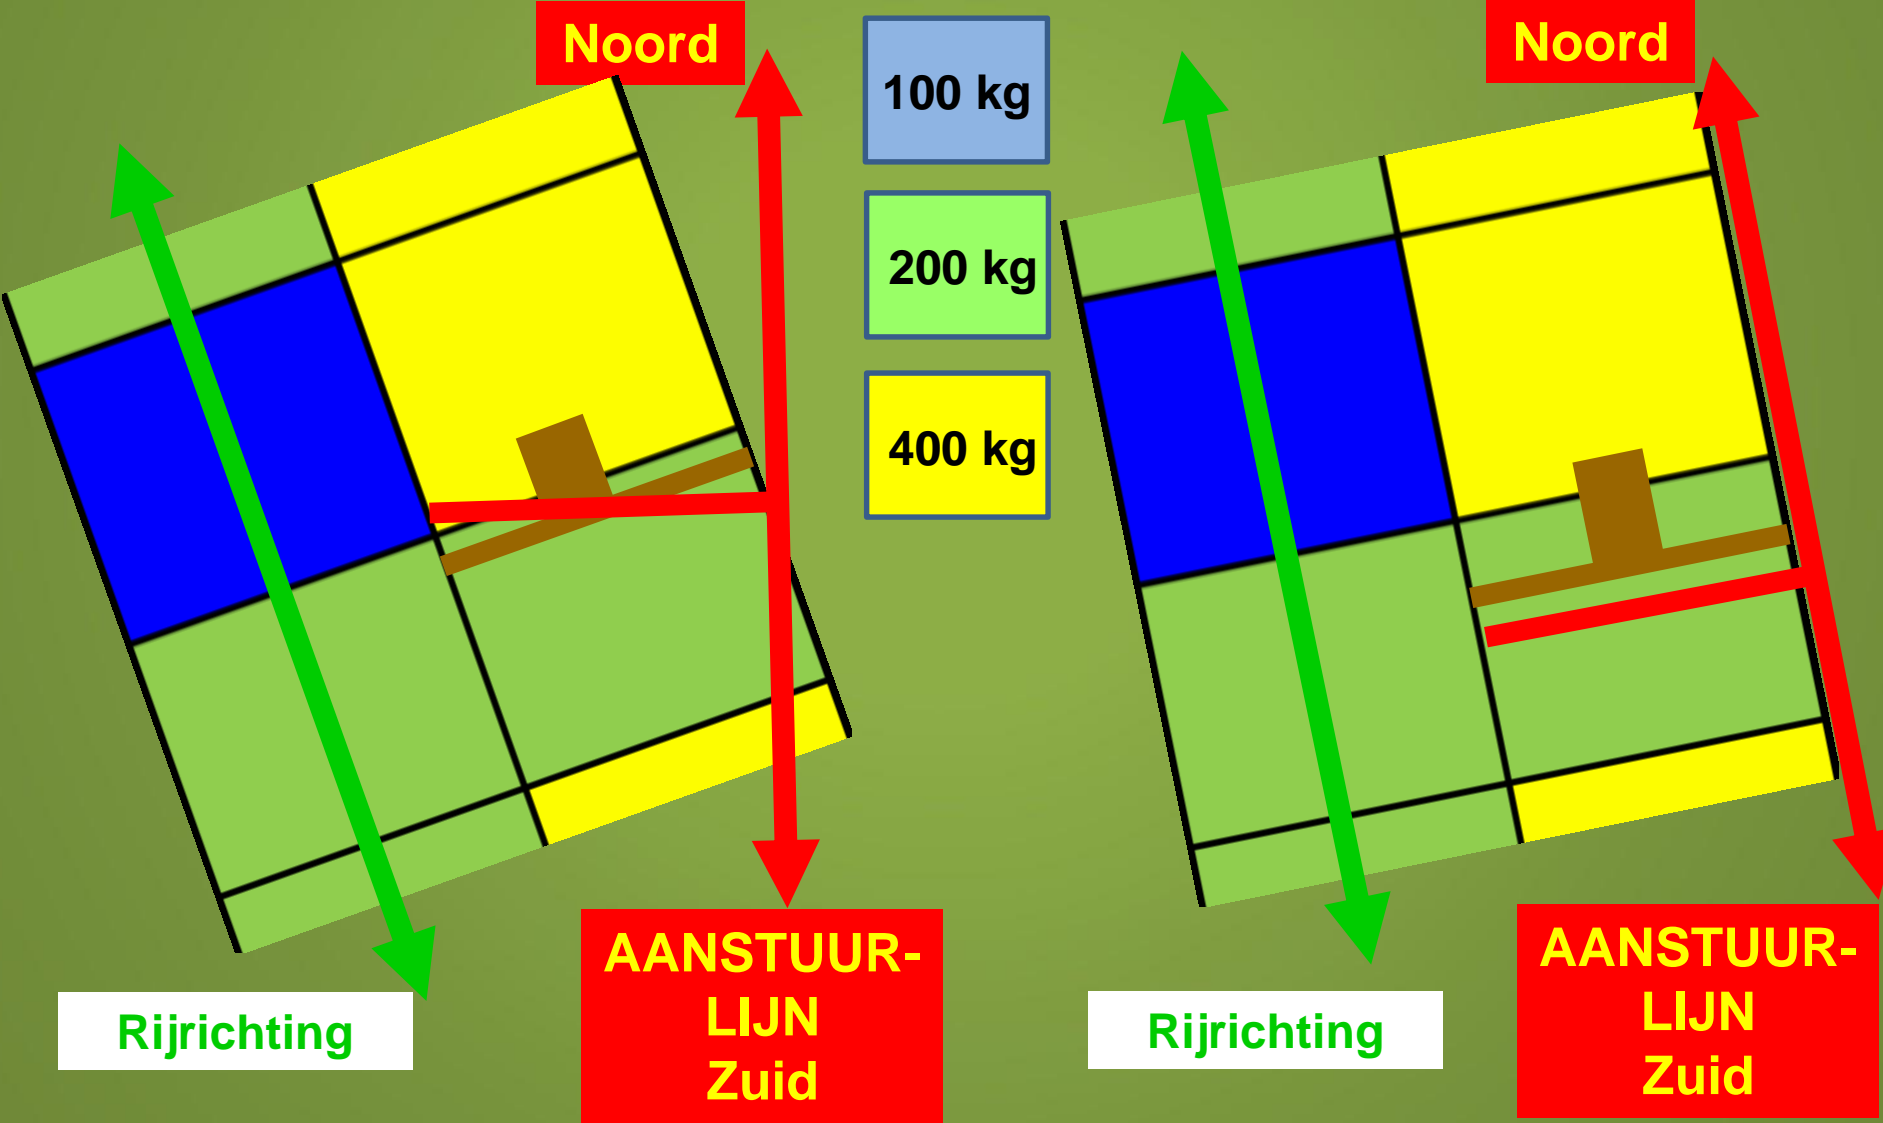 Noord
Noord
100 kg
200 kg
400 kg
AANSTUUR-
LIJN
Zuid
Rijrichting
AANSTUUR-
LIJN
Zuid
Rijrichting